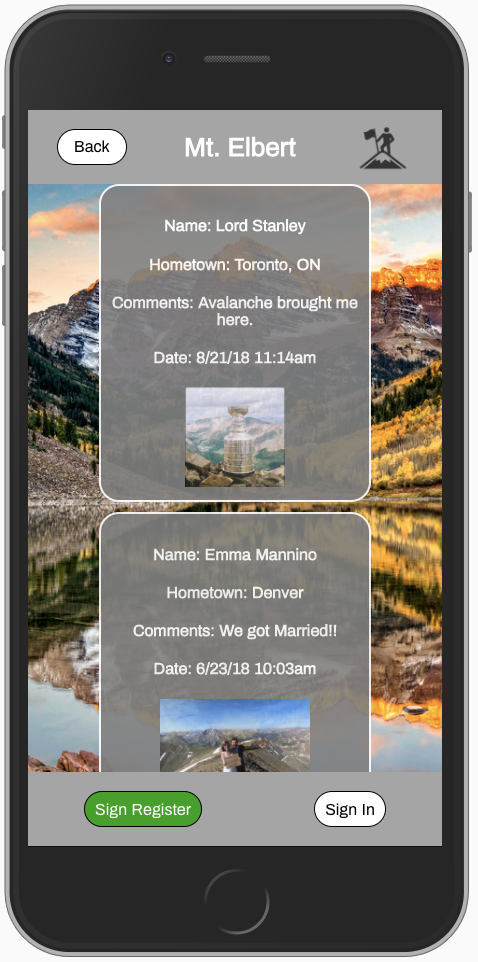 Back
Mt. Elbert
Name: Lord Stanley
Hometown: Toronto, ON
Comments: Avalanche brought me
here.
Date: 8/21/18 11:14am
Name: Emma Mannino
Hometown: Denver
Comments: We got Married!!
Date: 6/23/18 10:03am
Sign Register
Sign In